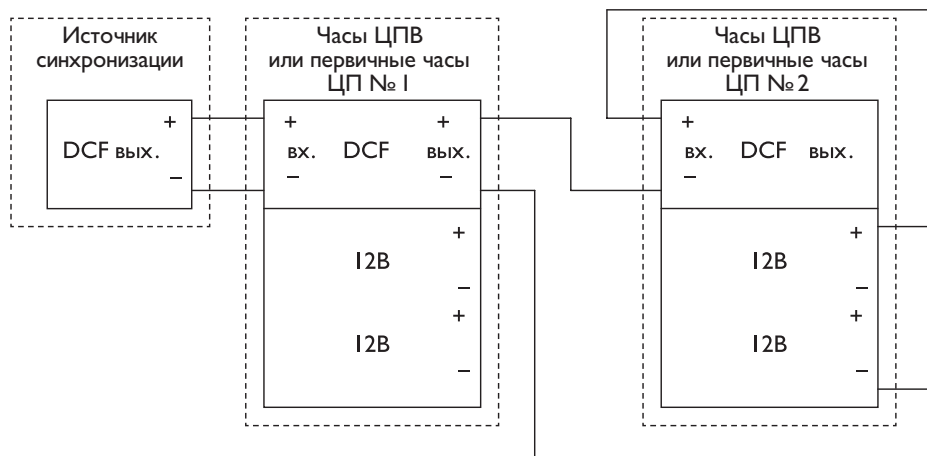 Источник
синхронизации
DCF вых.
+
–
Часы ЦПВ
или первичные часы
ЦП № 1
+ +
вх. DCF вых.
– –
+
12В
–
+
12В
–
Часы ЦПВ
или первичные часы
ЦП № 2
+
вх. DCF вых.
–
+
12В
–
+
12В
–